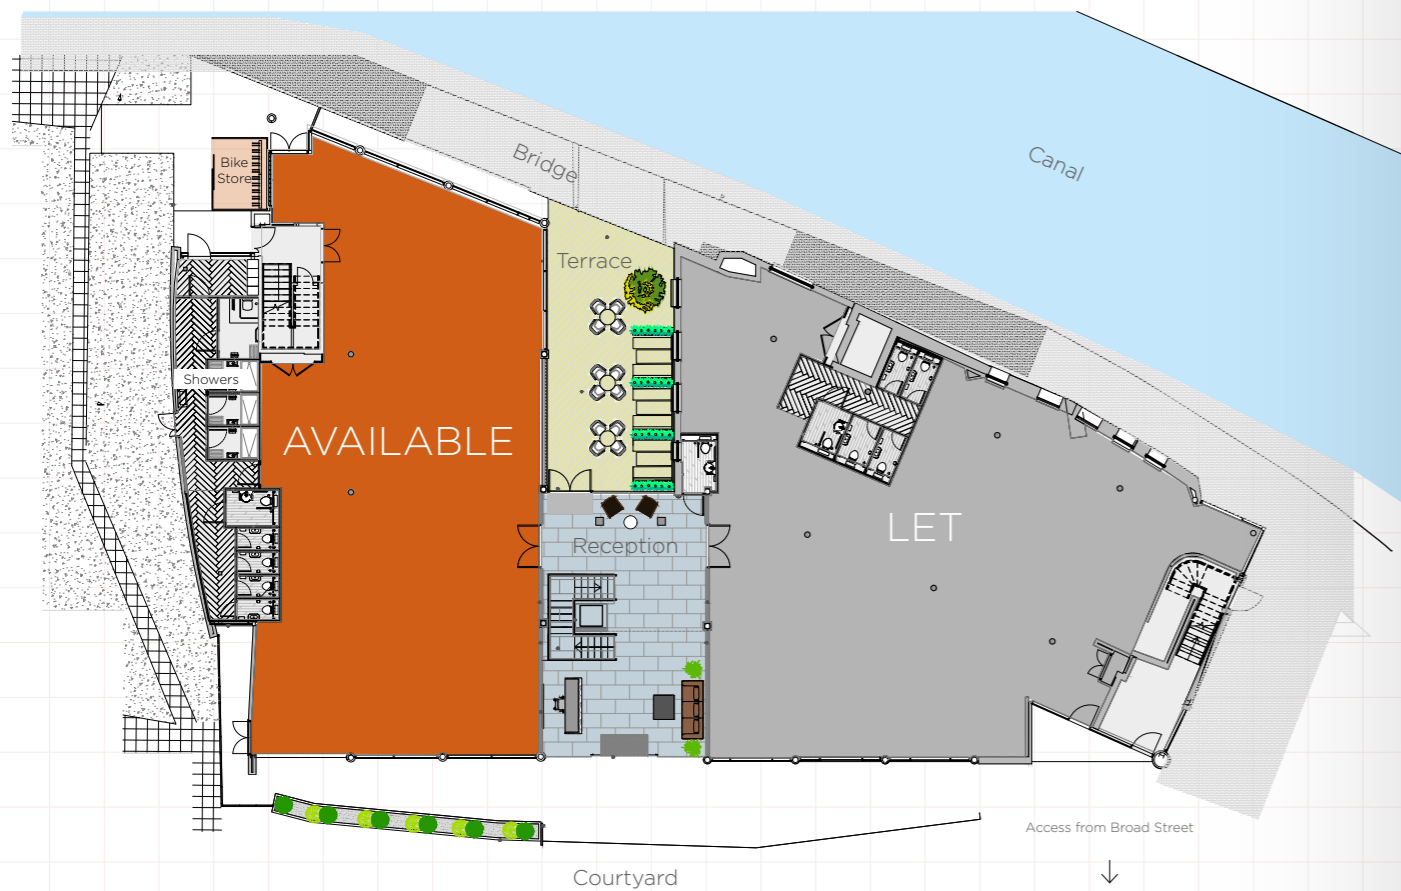 Bridge
Canal
Bike
Store
Terrace
Showers
AVAILABLE
LET
Reception
Access from Broad Street
Courtyard